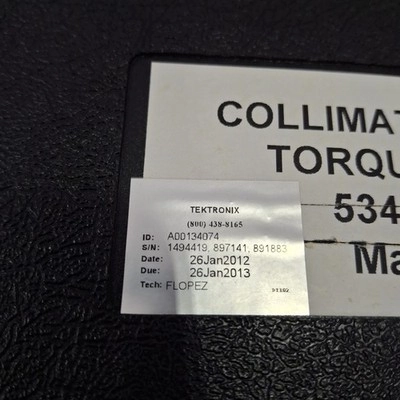 COLLIMAT
TORQU
534
Ma
TEKTRONIX
(800) 438-8165
ID: A00134074
S/N: 1494419, 897141, 891883
Date: 26Jan2012
Due: 26Jan2013
Tech: FLOPEZ